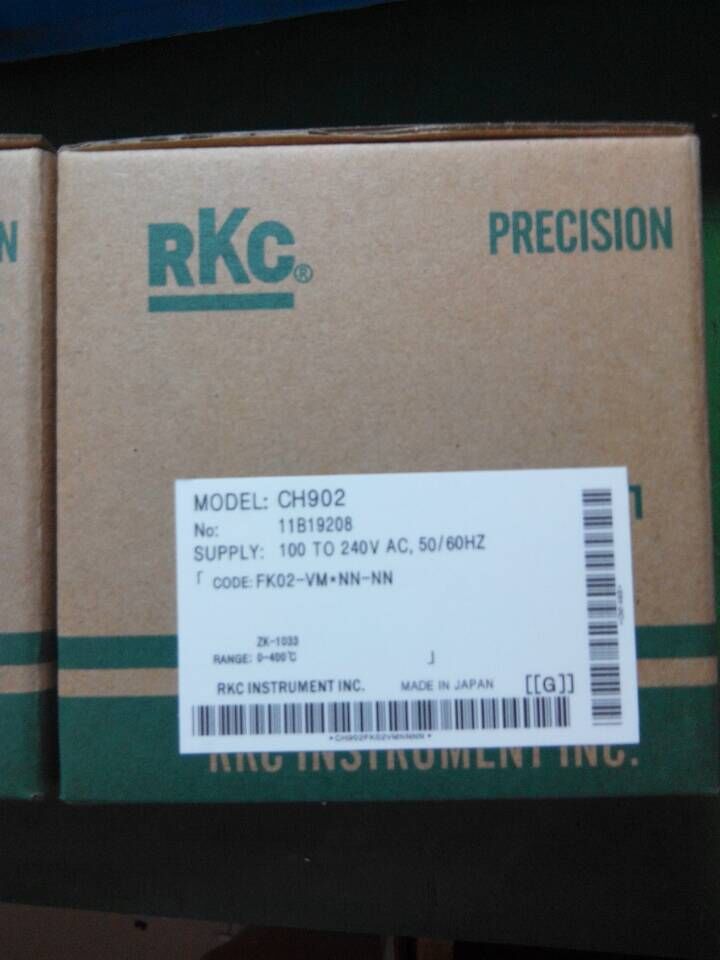 N
RKC®
PRECISION
MODEL: CH902
No: 11B19208
SUPPLY: 100 TO 240V AC, 50/60HZ
「 CODE: FK02-VM*NN-NN
ZK-1033
RANGE: 0-400℃ 」
RKC INSTRUMENT INC. MADE IN JAPAN [[G]]
*CH902FK02VMNNNN*
RKC INSTRUMENT INC.